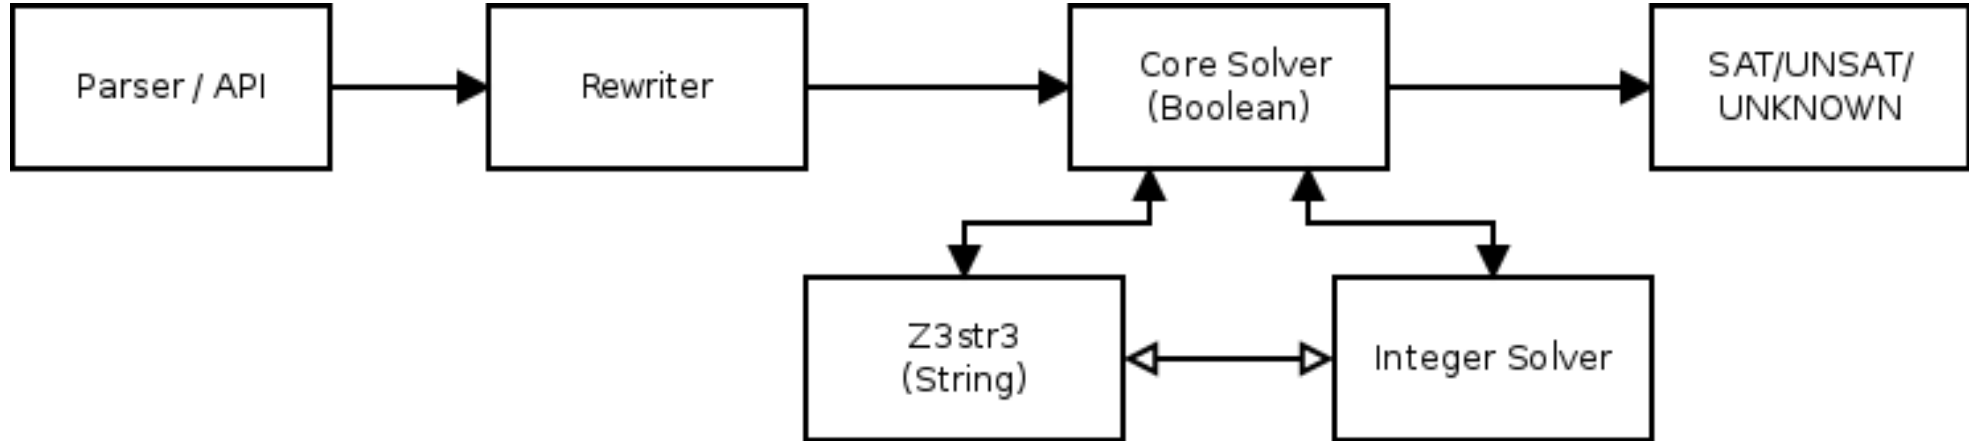 Parser / API
Rewriter
Core Solver
(Boolean)
SAT/UNSAT/
UNKNOWN
Z3str3
(String)
Integer Solver